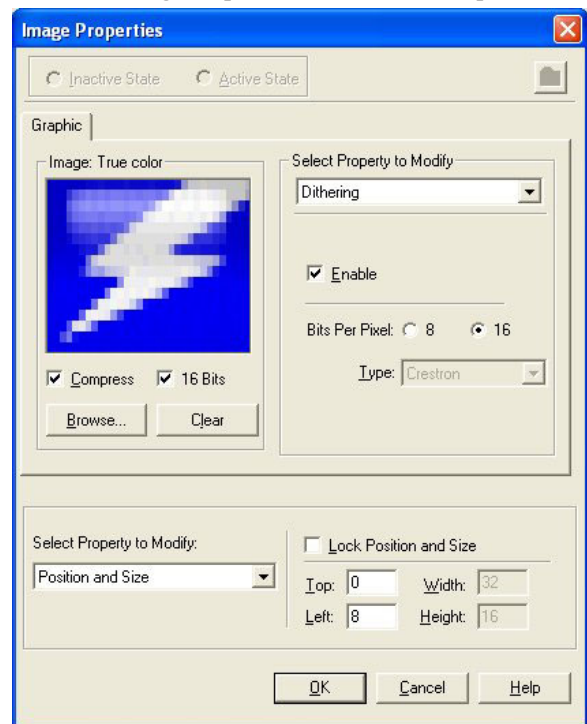 Image Properties
Inactive State Active State
Graphic
Image: True color
Compress 16 Bits
Browse... Clear
Select Property to Modify
Dithering
Enable
Bits Per Pixel: 8 16
Type: Crestron
Select Property to Modify:
Position and Size
Lock Position and Size
Top: 0 Width: 32
Left: 8 Height: 16
OK Cancel Help